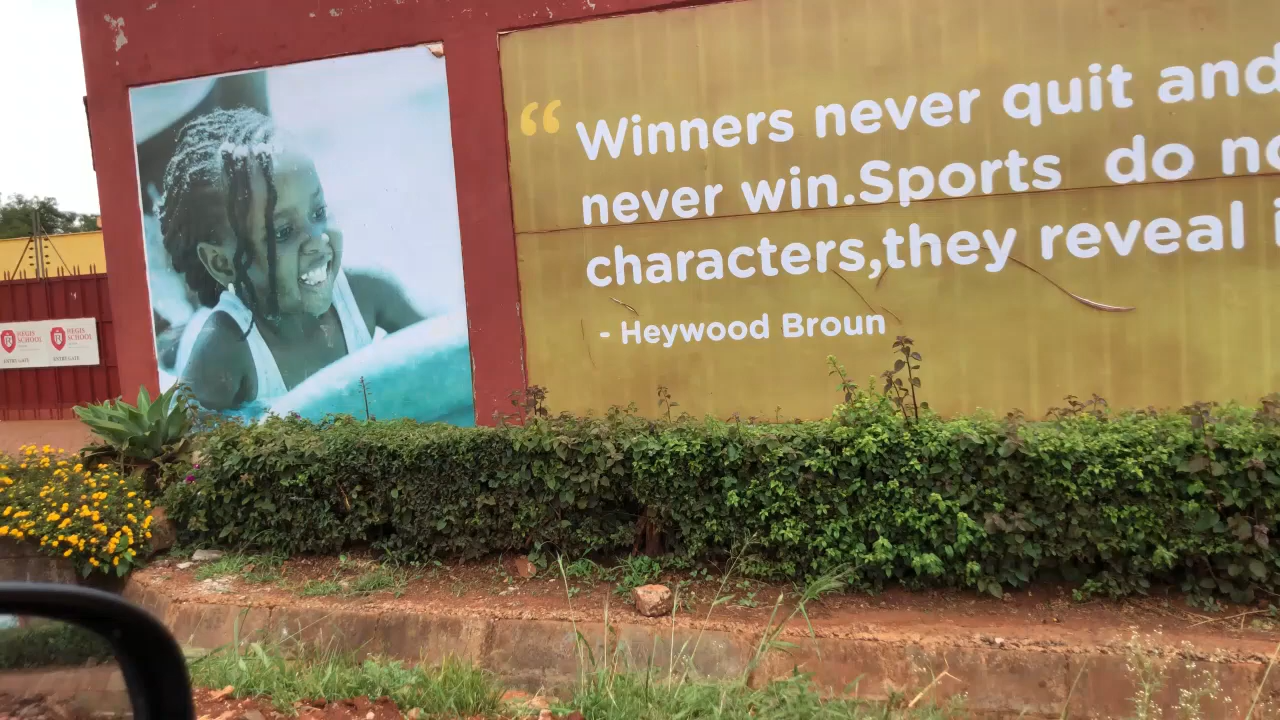 “ Winners never quit and
never win.Sports do no
characters,they reveal i
- Heywood Broun
REGIS
SCHOOL
REGIS
SCHOOL